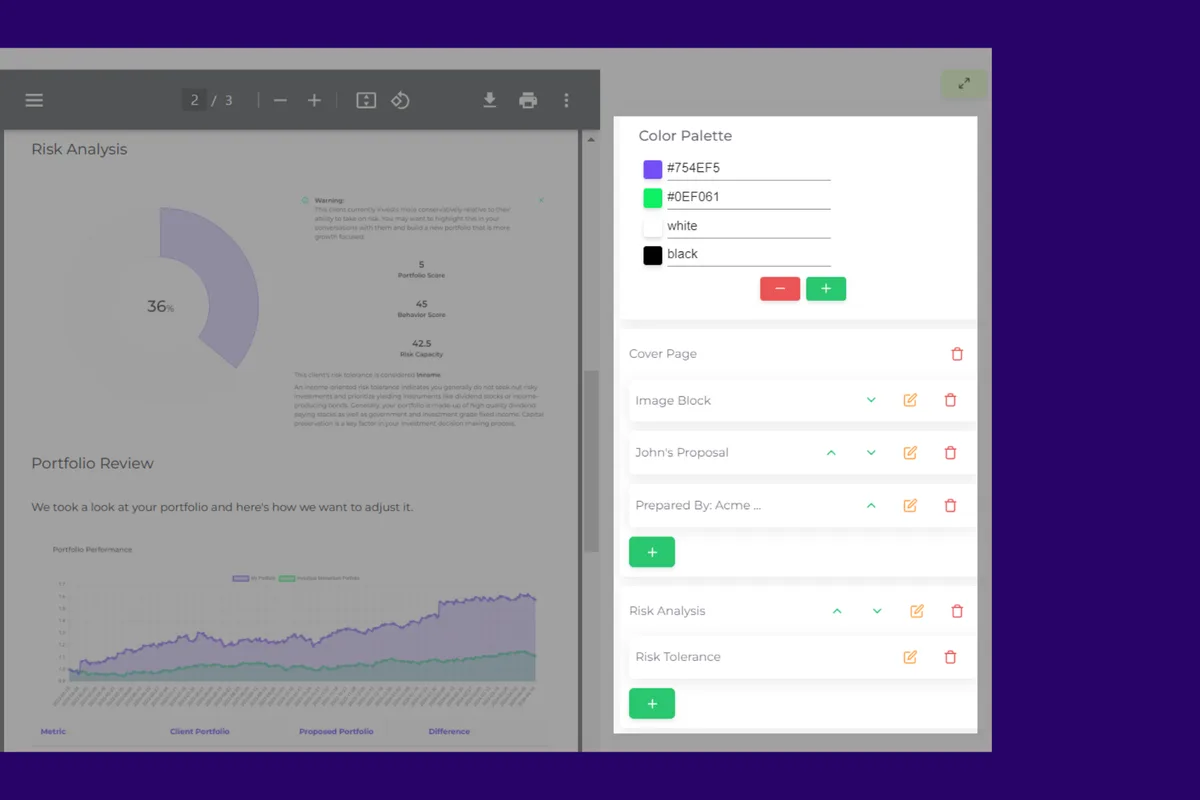 2 / 3
Risk Analysis
Warning:
This client currently invests more conservatively relative to their
ability to take on risk. You may want to highlight this in your
conversations with them and build a new portfolio that is more
growth focused.
36%
5
Portfolio Score
45
Behavior Score
42.5
Risk Capacity
This client's risk tolerance is considered Income.
An income-oriented risk tolerance indicates you generally do not seek out risky
investments and prioritize yielding instruments like dividend stocks or income-
producing bonds. Generally, your portfolio is made up of high quality dividend-
paying stocks as well as government and investment grade fixed income. Capital
preservation is a key factor in your investment decision making process.
Portfolio Review
We took a look at your portfolio and here's how we want to adjust it.
Portfolio Performance
My Portfolio
Metric Client Portfolio Proposed Portfolio Difference
Color Palette
#754EF5
#0EF061
white
black
Cover Page
Image Block
John's Proposal
Prepared By: Acme ...
Risk Analysis
Risk Tolerance